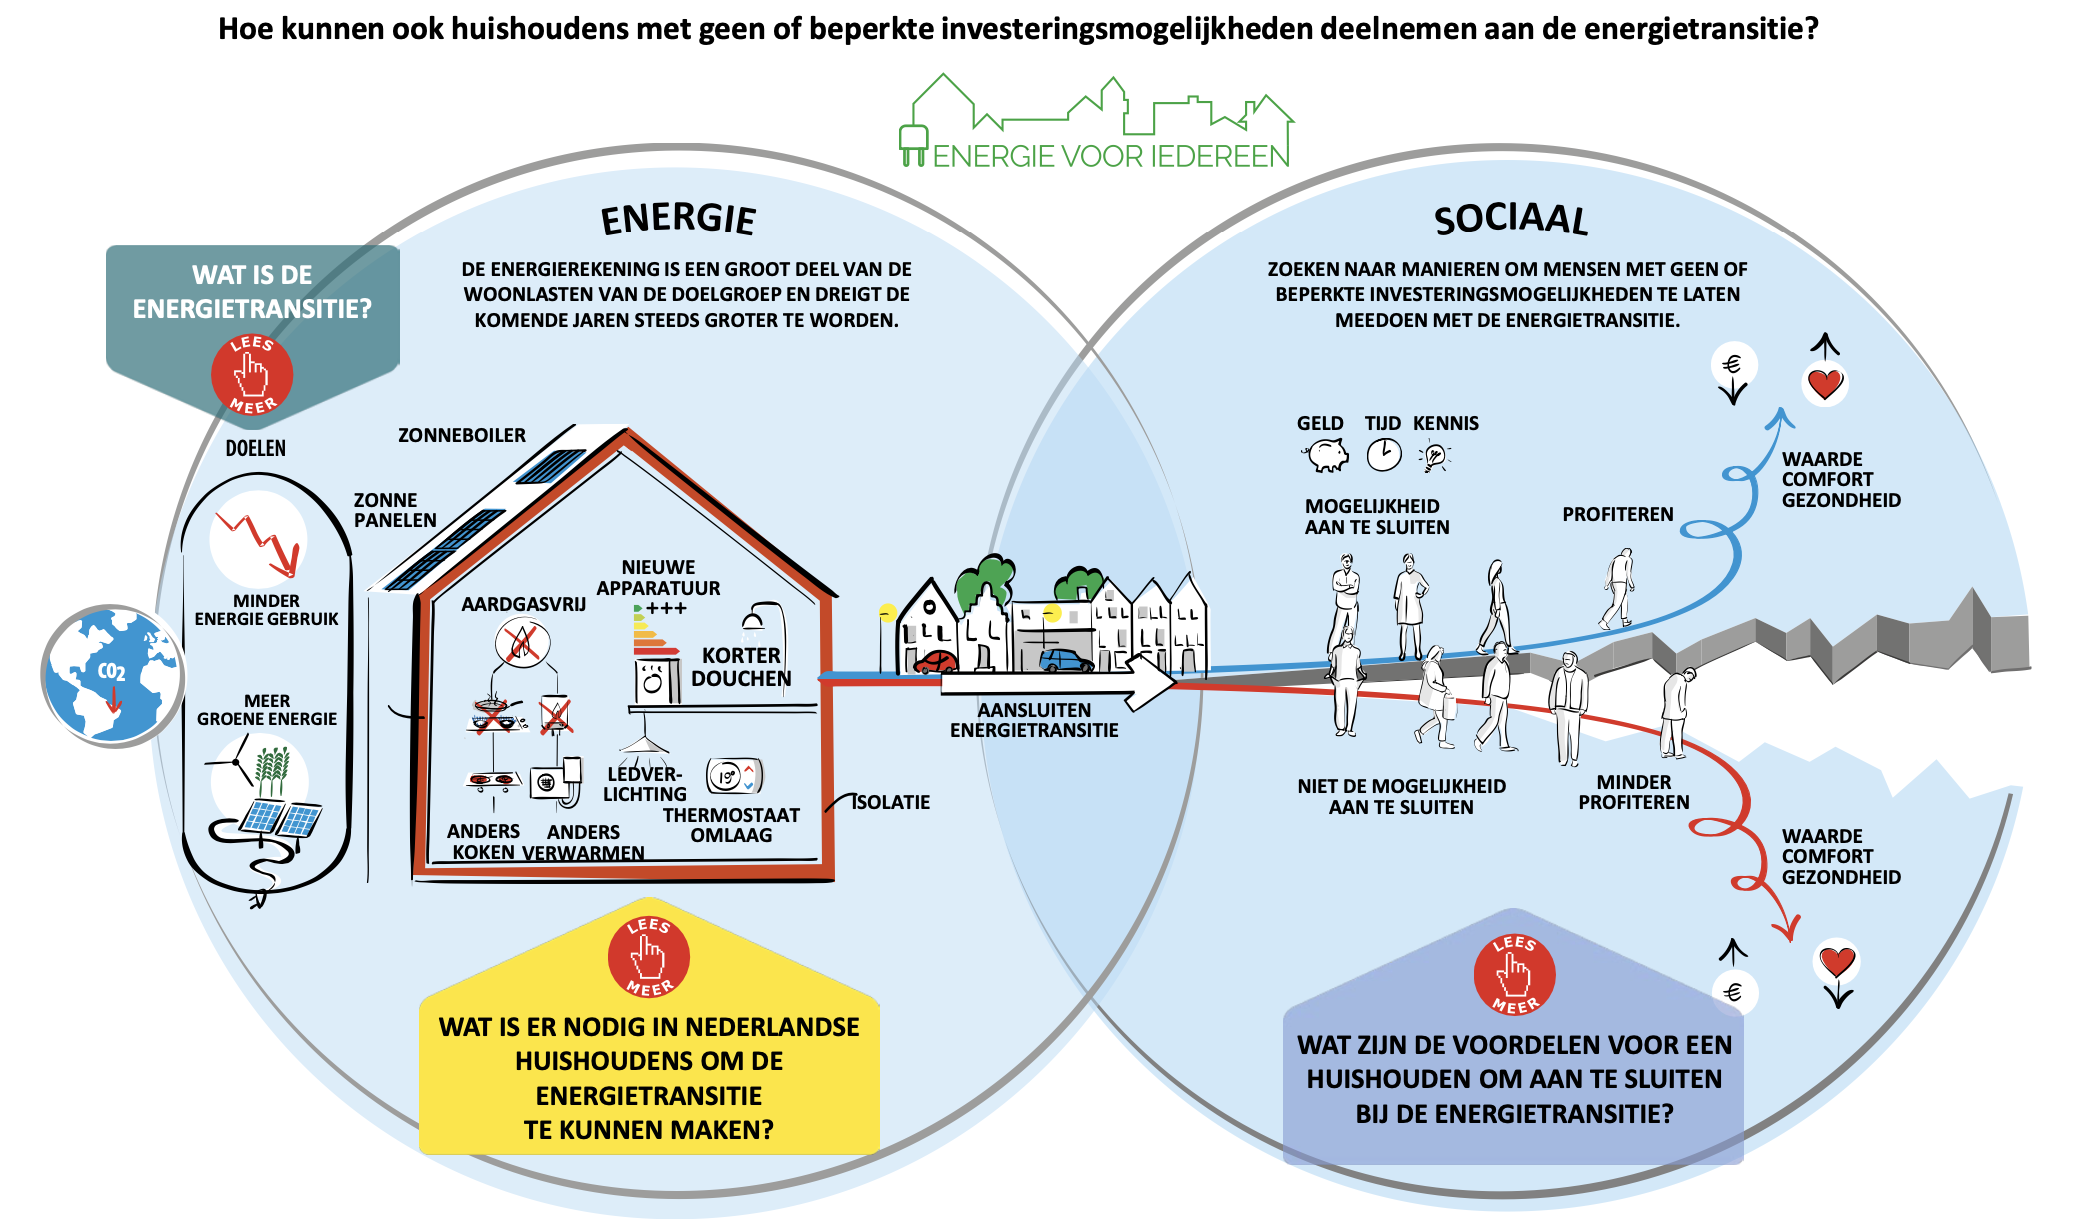 Hoe kunnen ook huishoudens met geen of beperkte investeringsmogelijkheden deelnemen aan de energietransitie?
ENERGIE VOOR IEDEREEN
ENERGIE
DE ENERGIEREKENING IS EEN GROOT DEEL VAN DE
WOONLASTEN VAN DE DOELGROEP EN DREIGT DE
KOMENDE JAREN STEEDS GROTER TE WORDEN.
WAT IS DE
ENERGIETRANSITIE?
LEES
MEER
DOELEN
MINDER
ENERGIE GEBRUIK
CO2
MEER
GROENE ENERGIE
ZONNEBOILER
ZONNE
PANELEN
AARDGASVRIJ
NIEUWE
APPARATUUR
+++
KORTER
DOUCHEN
LEDVER-
LICHTING
19°
THERMOSTAAT
OMLAAG
ANDERS
KOKEN
ANDERS
VERWARMEN
ISOLATIE
LEES
MEER
WAT IS ER NODIG IN NEDERLANDSE
HUISHOUDENS OM DE
ENERGIETRANSITIE
TE KUNNEN MAKEN?
AANSLUITEN
ENERGIETRANSITIE
SOCIAAL
ZOEKEN NAAR MANIEREN OM MENSEN MET GEEN OF
BEPERKTE INVESTERINGSMOGELIJKHEDEN TE LATEN
MEEDOEN MET DE ENERGIETRANSITIE.
€
GELD
TIJD
KENNIS
MOGELIJKHEID
AAN TE SLUITEN
PROFITEREN
WAARDE
COMFORT
GEZONDHEID
NIET DE MOGELIJKHEID
AAN TE SLUITEN
MINDER
PROFITEREN
WAARDE
COMFORT
GEZONDHEID
€
LEES
MEER
WAT ZIJN DE VOORDELEN VOOR EEN
HUISHOUDEN OM AAN TE SLUITEN
BIJ DE ENERGIETRANSITIE?